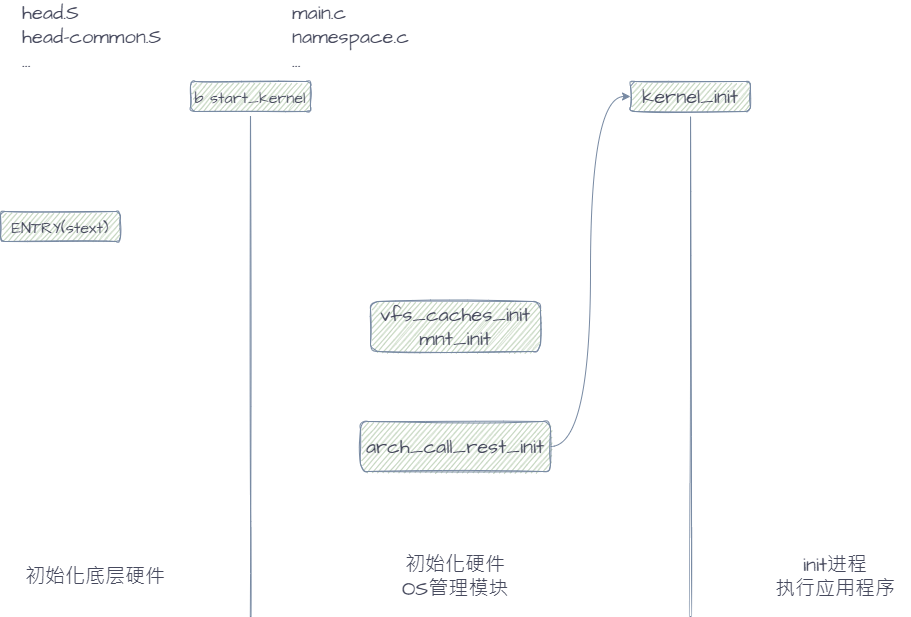 head.S
head-common.S
...
main.c
namespace.c
...
b start_kernel
kernel_init
ENTRY(stext)
vfs_caches_init
mnt_init
arch_call_rest_init
初始化底层硬件
初始化硬件
OS管理模块
init进程
执行应用程序